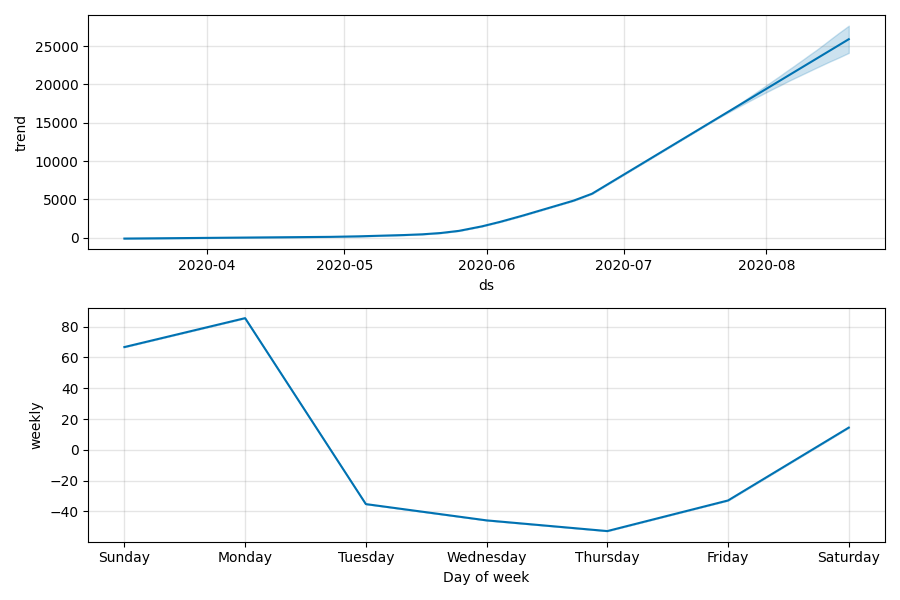 25000
20000
15000
10000
5000
0
trend
2020-04 2020-05 2020-06 2020-07 2020-08
ds
80
60
40
20
0
−20
−40
weekly
Sunday Monday Tuesday Wednesday Thursday Friday Saturday
Day of week